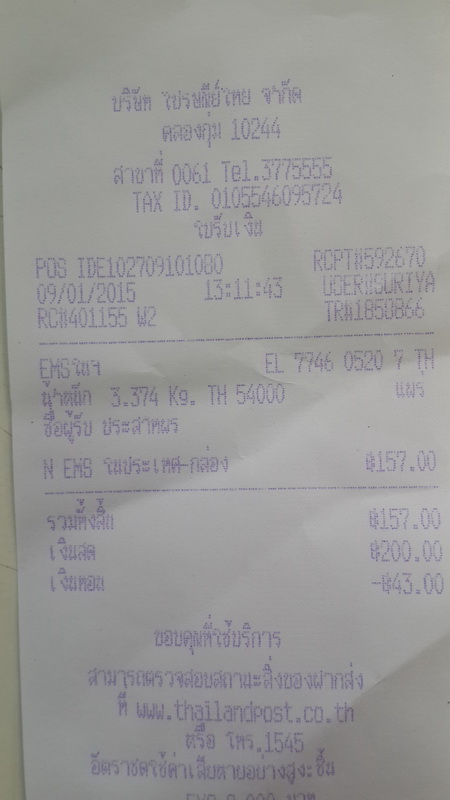 บริษัท ไปรษณีย์ไทย จำกัด
คลองกุ่ม 10244
สาขาที่ 0061 Tel.3775555
TAX ID. 0105546095724
ใบรับเงิน
POS IDE102709101080 RCPT#592670
09/01/2015 13:11:43 USER#SURIYA
RC#401155 W2 TR#1850866
EMSในฯ EL 7746 0520 7 TH
น้ำหนัก 3.374 Kg. TH 54000 แพร่
ชื่อผู้รับ ประสาทพร
N EMS ในประเทศ-กล่อง ฿157.00
รวมทั้งสิ้น ฿157.00
เงินสด ฿200.00
เงินทอน -฿43.00
ขอบคุณที่ใช้บริการ
สามารถตรวจสอบสถานะสิ่งของฝากส่ง
ที่ www.thailandpost.co.th
หรือ โทร.1545
อัตราชดใช้ค่าเสียหายอย่างสูงะชิ้น